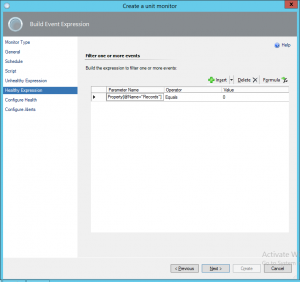 Create a unit monitor
Build Event Expression
Monitor Type
General
Schedule
Script
Unhealthy Expression
Healthy Expression
Configure Health
Configure Alerts
Help
Filter one or more events
Build the expression to filter one or more events:
Insert
Delete
Formula
Parameter Name
Operator
Value
Property[@Name="Records"]
Equals
0
Activate W
< Previous
Next >
Create
Cancel